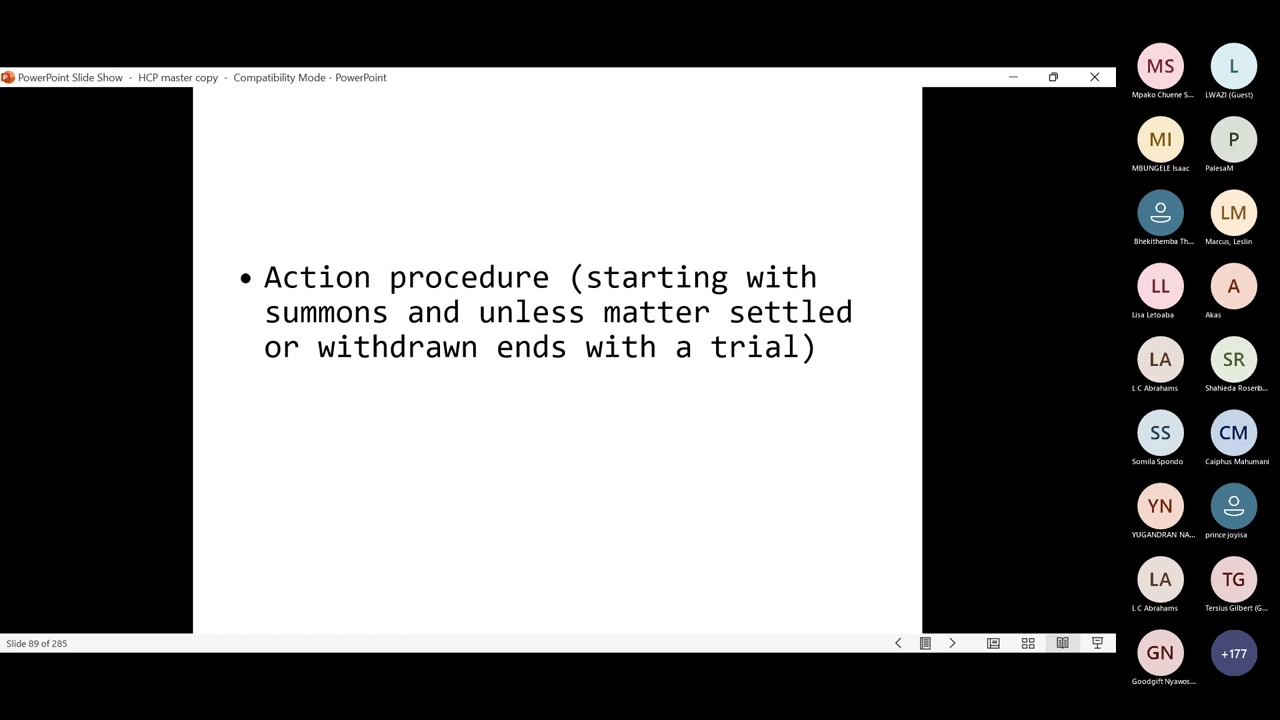 PowerPoint Slide Show - HCP master copy - Compatibility Mode - PowerPoint
• Action procedure (starting with
summons and unless matter settled
or withdrawn ends with a trial)
Slide 89 of 285
MS L
Mpako Chuene S... LWAZI (Guest)
MI P
MBUNGELE Isaac PalesaM
LM
Bhekithemba Th... Marcus, Leslin
LL A
Lisa Letoaba Akas
LA SR
L C Abrahams Shahieda Rosenb...
SS CM
Somila Spondo Caiphus Mahumani
YN
YUGANDRAN NA... prince joyisa
LA TG
L C Abrahams Tersius Gilbert (G...
GN +177
Goodgift Nyawos...